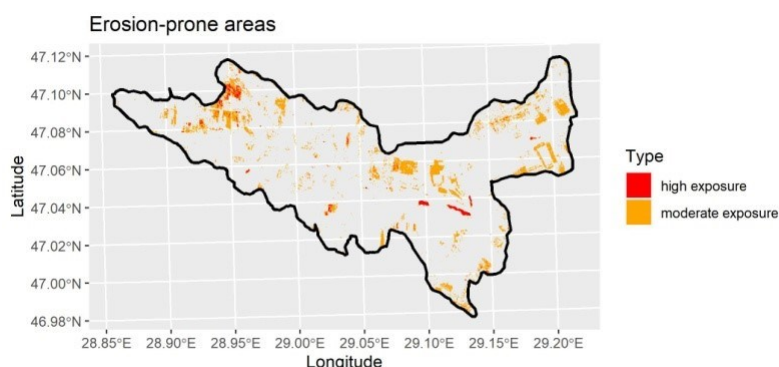 Erosion-prone areas
47.12°N
47.10°N
47.08°N
47.06°N
47.04°N
47.02°N
47.00°N
46.98°N
Latitude
28.85°E 28.90°E 28.95°E 29.00°E 29.05°E 29.10°E 29.15°E 29.20°E
Longitude
Type
high exposure
moderate exposure